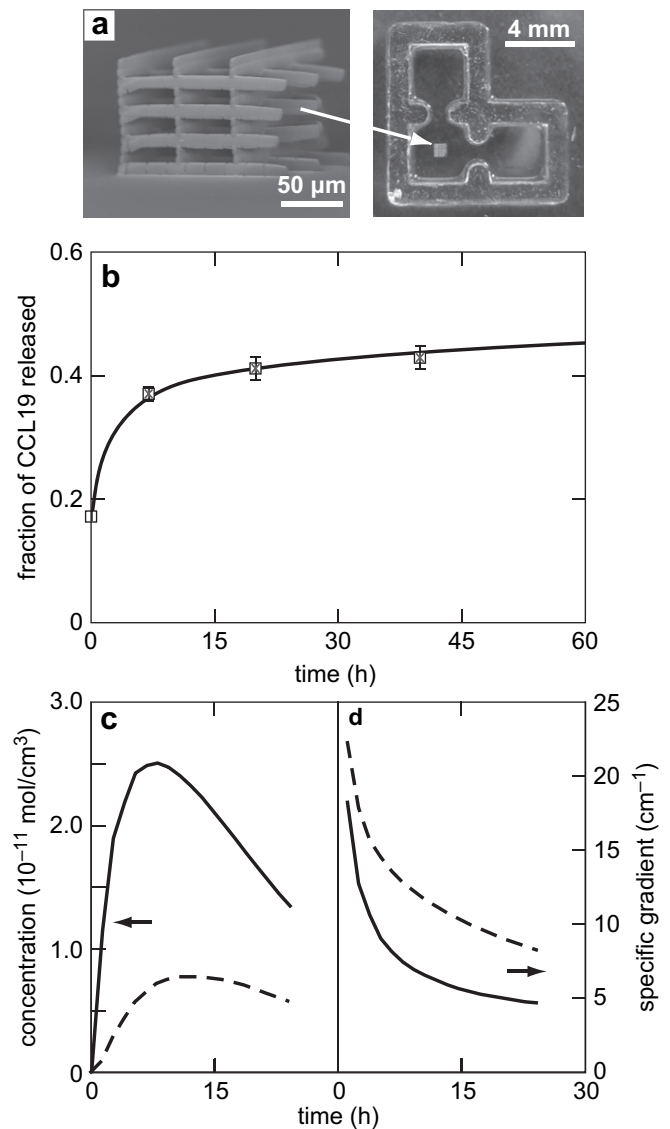 a
50 µm
4 mm
b
fraction of CCL19 released
0.6
0.4
0.2
0
0 15 30 45 60
time (h)
c
concentration (10⁻¹¹ mol/cm³)
3.0
2.0
1.0
0
0 15
d
25
20
15
10
5
0
specific gradient (cm⁻¹)
0 15 30
time (h)